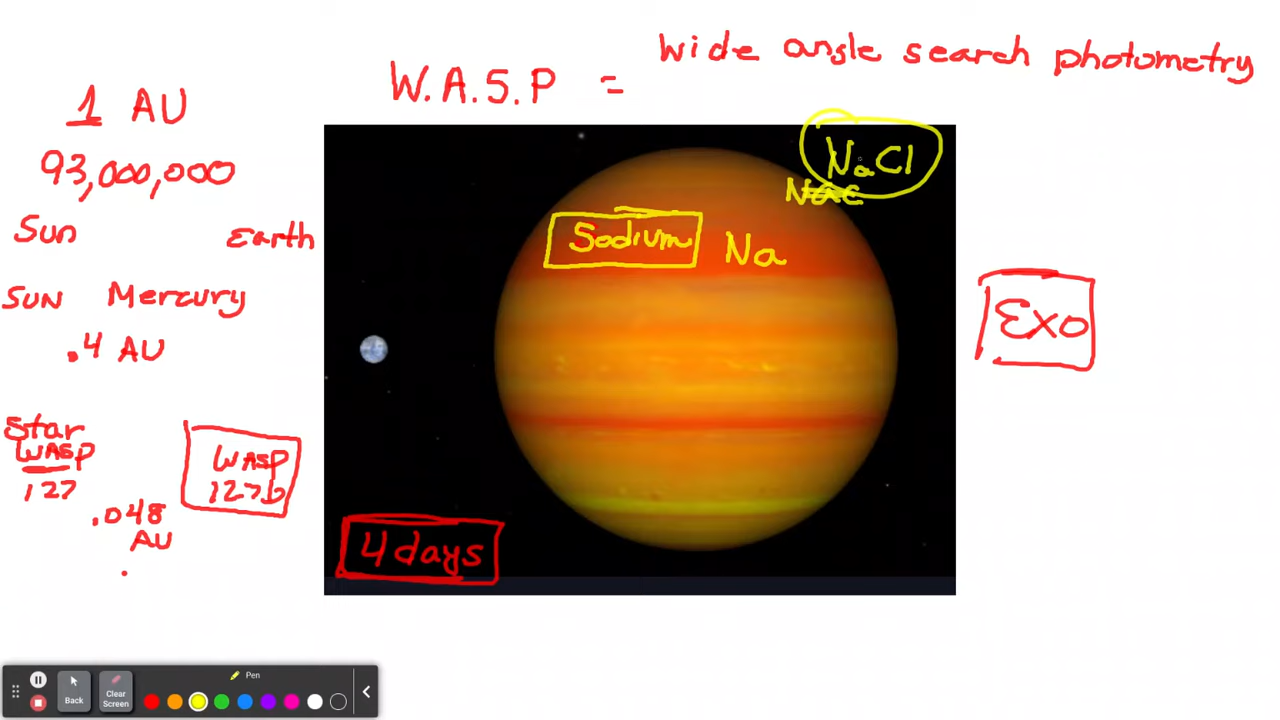 wide angle search photometry
W.A.S.P =
1 AU
93,000,000
Sun Earth
Sun Mercury
.4 AU
Star
WASP
127
WASP
127b
.048
AU
NaCl
Sodium Na
Exo
4 days
Pen
Back
Clear
Screen